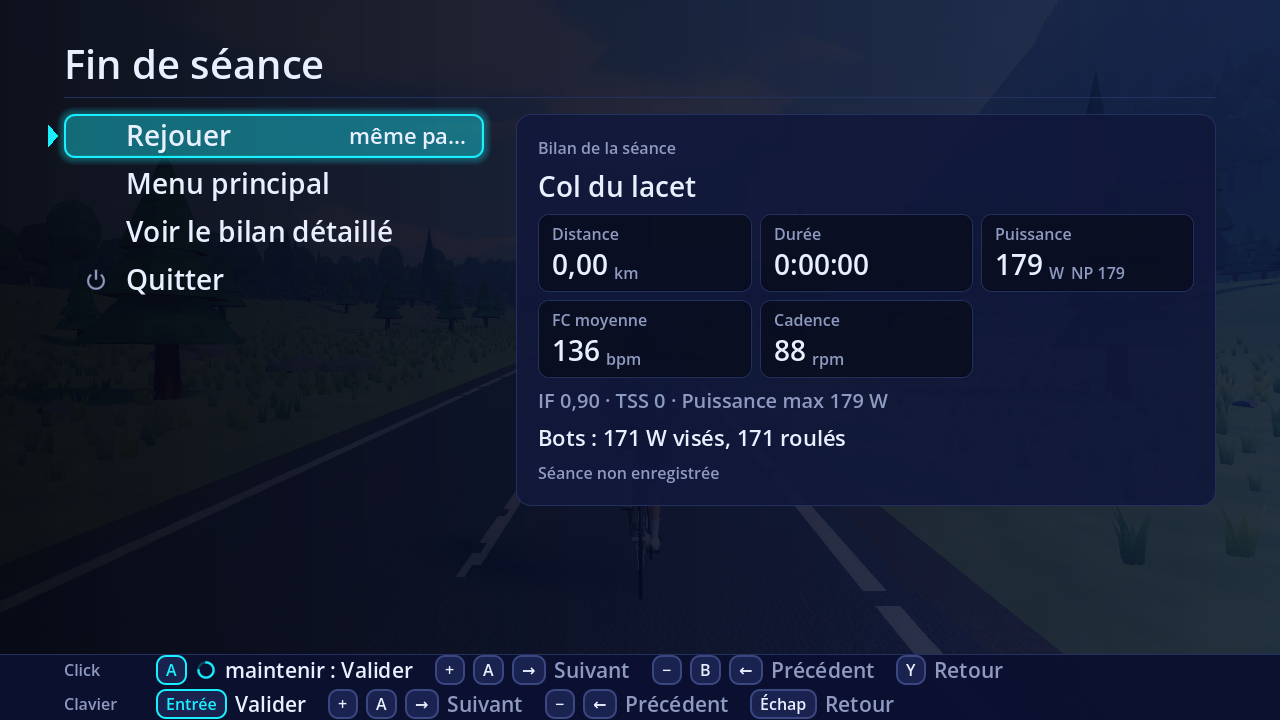 Fin de séance
Rejouer même pa...
Menu principal
Voir le bilan détaillé
Quitter
Bilan de la séance
Col du lacet
Distance
0,00 km
Durée
0:00:00
Puissance
179 W NP 179
FC moyenne
136 bpm
Cadence
88 rpm
IF 0,90 · TSS 0 · Puissance max 179 W
Bots : 171 W visés, 171 roulés
Séance non enregistrée
Click A maintenir : Valider + A → Suivant − B ← Précédent Y Retour
Clavier Entrée Valider + A → Suivant − ← Précédent Échap Retour